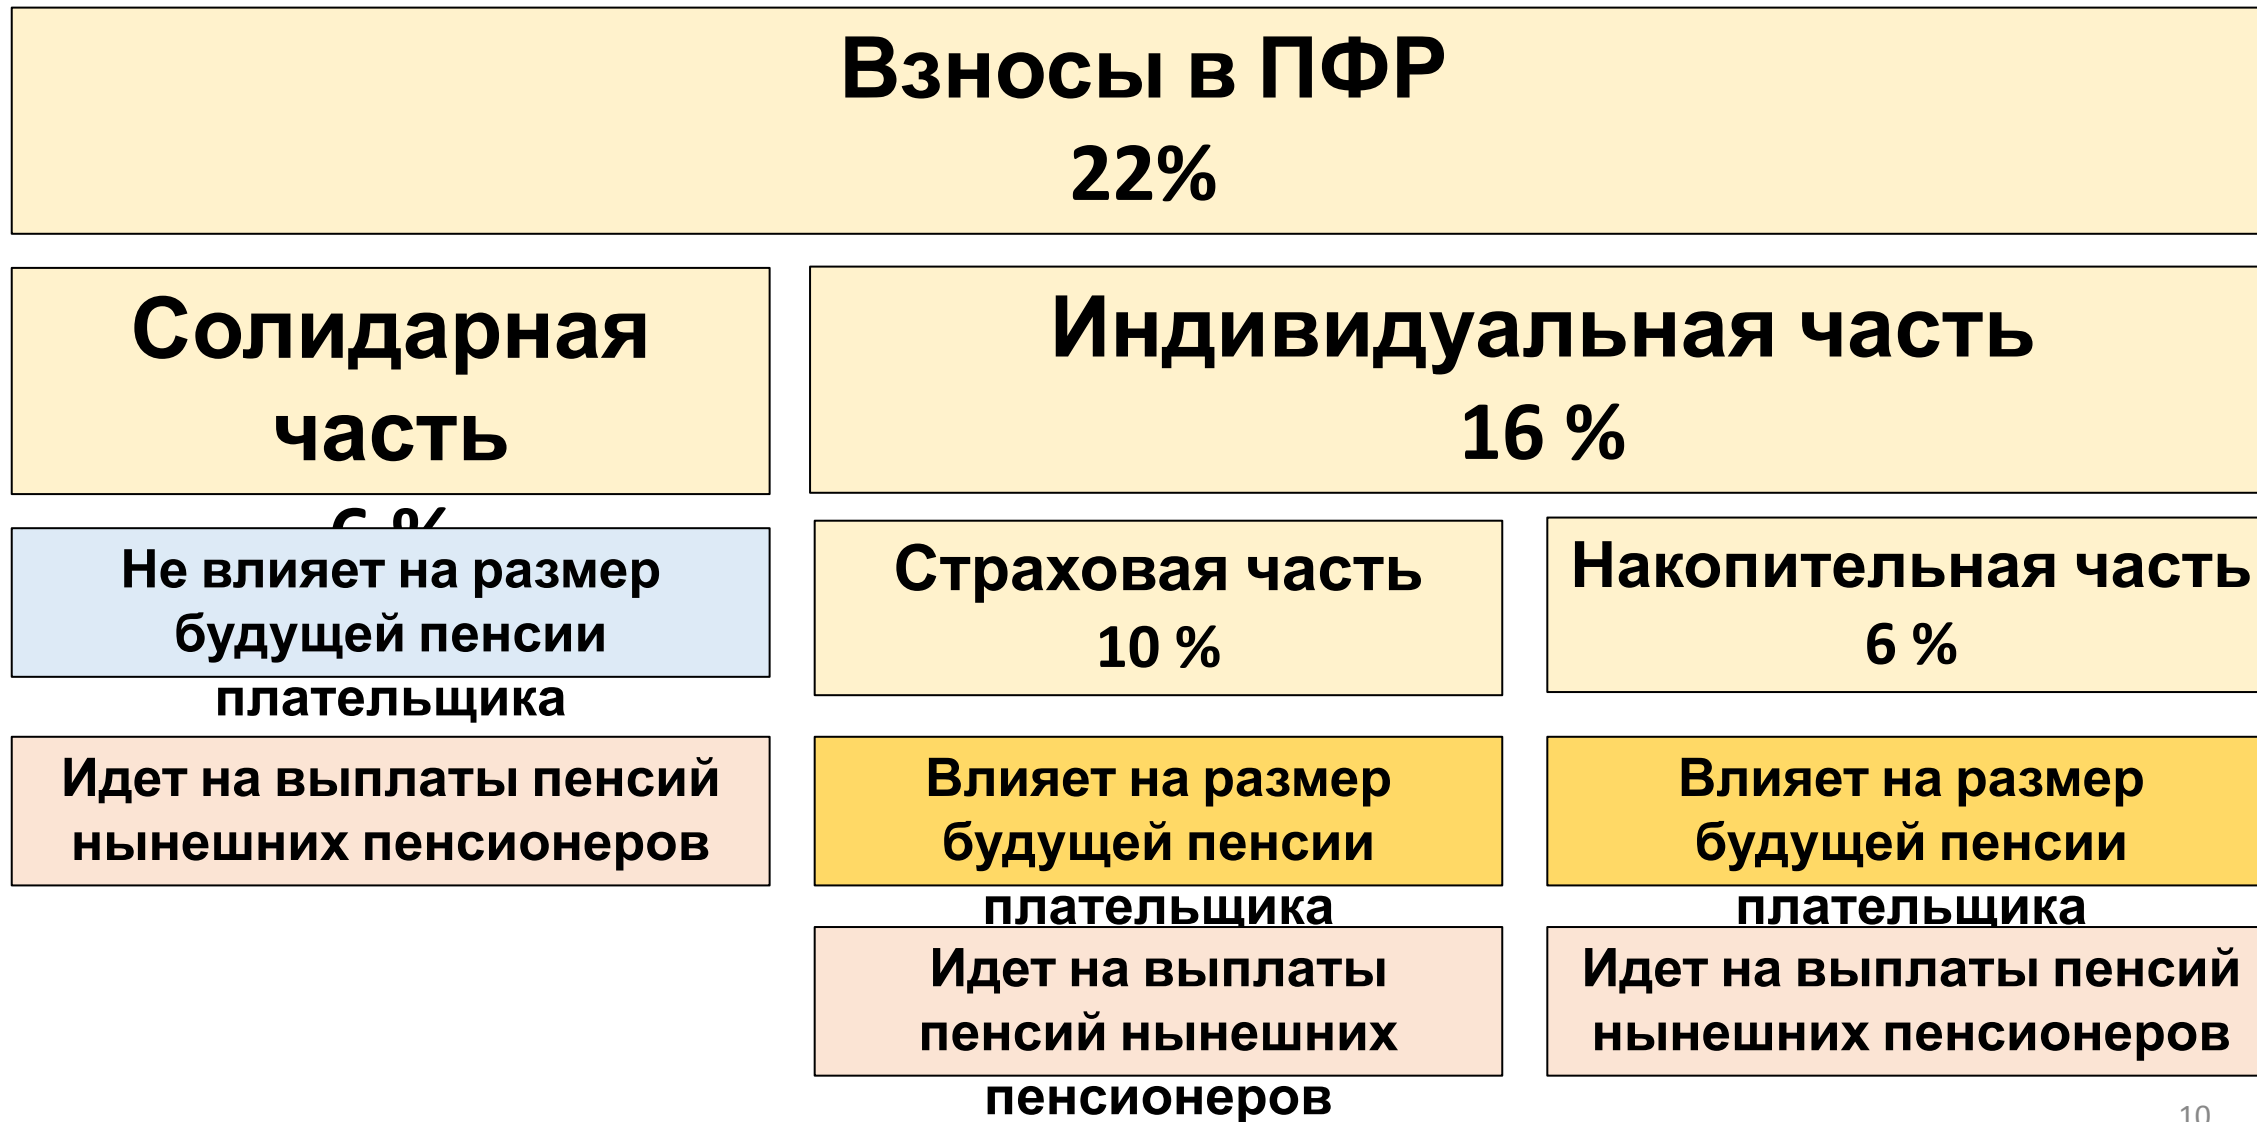 Взносы в ПФР
22%
Солидарная
часть
6 %
Индивидуальная часть
16 %
Не влияет на размер
будущей пенсии
плательщика
Идет на выплаты пенсий
нынешних пенсионеров
Страховая часть
10 %
Влияет на размер
будущей пенсии
плательщика
Идет на выплаты
пенсий нынешних
пенсионеров
Накопительная часть
6 %
Влияет на размер
будущей пенсии
плательщика
Идет на выплаты пенсий
нынешних пенсионеров
10